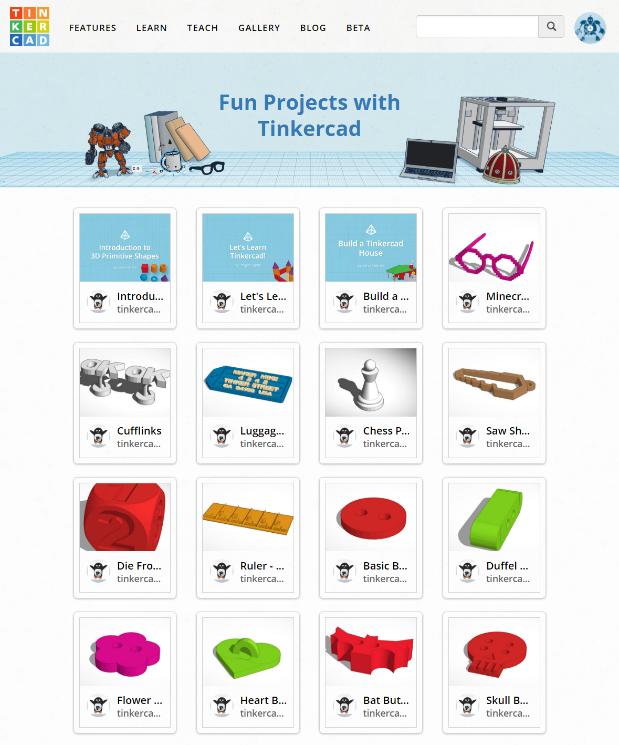 TIN
KER
CAD
FEATURES LEARN TEACH GALLERY BLOG BETA
Fun Projects with
Tinkercad
Introduction to
3D Primitive Shapes
Let's Learn
Tinkercad!
Build a Tinkercad
House
Introdu...
tinkerca...
Let's Le...
tinkerca...
Build a ...
tinkerca...
Minecr...
tinkerca...
Cufflinks
tinkerca...
Luggag...
tinkerca...
Chess P...
tinkerca...
Saw Sh...
tinkerca...
2
Die Fro...
tinkerca...
Ruler - ...
tinkerca...
Basic B...
tinkerca...
Duffel ...
tinkerca...
Flower ...
tinkerca...
Heart B...
tinkerca...
Bat But...
tinkerca...
Skull B...
tinkerca...